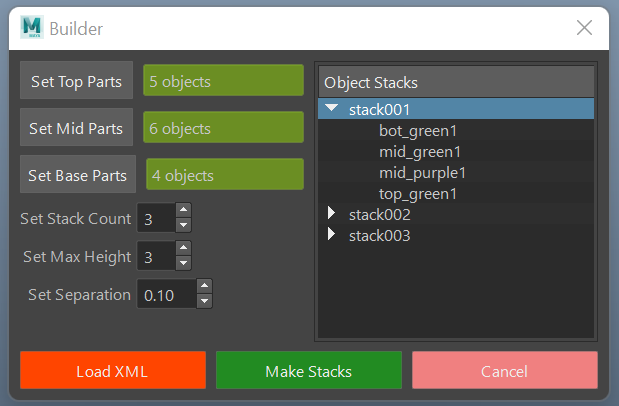 Builder
Set Top Parts
5 objects
Set Mid Parts
6 objects
Set Base Parts
4 objects
Set Stack Count 3
Set Max Height 3
Set Separation 0.10
Object Stacks
stack001
bot_green1
mid_green1
mid_purple1
top_green1
stack002
stack003
Load XML
Make Stacks
Cancel